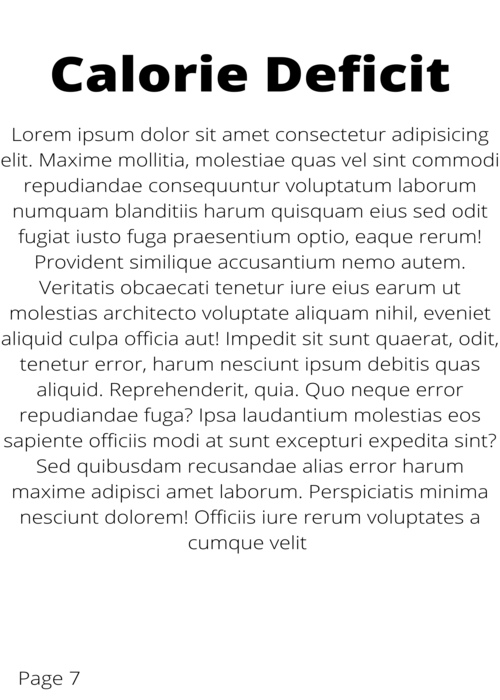 Calorie Deficit
Lorem ipsum dolor sit amet consectetur adipisicing
elit. Maxime mollitia, molestiae quas vel sint commodi
repudiandae consequuntur voluptatum laborum
numquam blanditiis harum quisquam eius sed odit
fugiat iusto fuga praesentium optio, eaque rerum!
Provident similique accusantium nemo autem.
Veritatis obcaecati tenetur iure eius earum ut
molestias architecto voluptate aliquam nihil, eveniet
aliquid culpa officia aut! Impedit sit sunt quaerat, odit,
tenetur error, harum nesciunt ipsum debitis quas
aliquid. Reprehenderit, quia. Quo neque error
repudiandae fuga? Ipsa laudantium molestias eos
sapiente officiis modi at sunt excepturi expedita sint?
Sed quibusdam recusandae alias error harum
maxime adipisci amet laborum. Perspiciatis minima
nesciunt dolorem! Officiis iure rerum voluptates a
cumque velit
Page 7